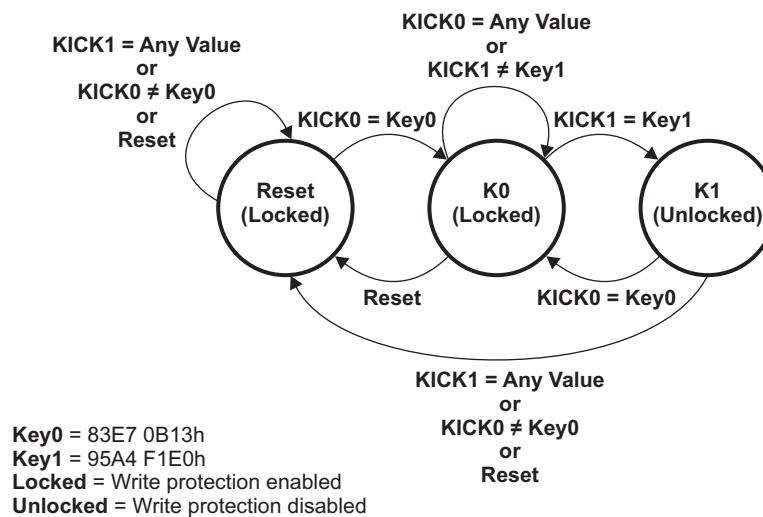 KICK1 = Any Value
or
KICK0 ≠ Key0
or
Reset
KICK0 = Any Value
or
KICK1 ≠ Key1
KICK0 = Key0
KICK1 = Key1
Reset
(Locked)
K0
(Locked)
K1
(Unlocked)
Reset
KICK0 = Key0
KICK1 = Any Value
or
KICK0 ≠ Key0
or
Reset
Key0 = 83E7 0B13h
Key1 = 95A4 F1E0h
Locked = Write protection enabled
Unlocked = Write protection disabled